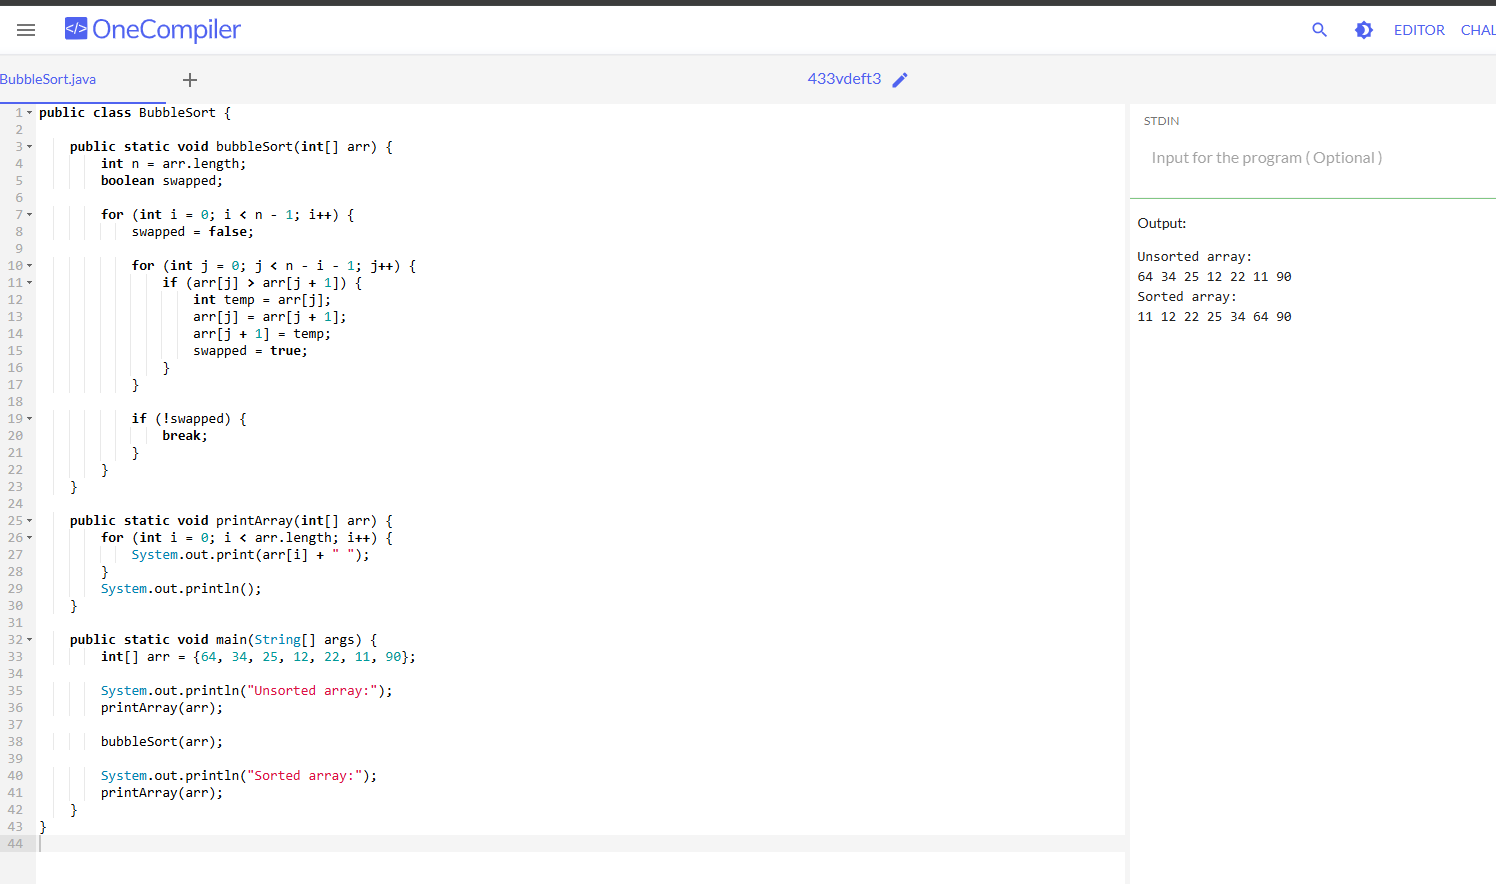 OneCompiler
EDITOR
BubbleSort.java
433vdeft3
1 public class BubbleSort {
2
3     public static void bubbleSort(int[] arr) {
4         int n = arr.length;
5         boolean swapped;
6
7         for (int i = 0; i < n - 1; i++) {
8             swapped = false;
9
10             for (int j = 0; j < n - i - 1; j++) {
11                 if (arr[j] > arr[j + 1]) {
12                     int temp = arr[j];
13                     arr[j] = arr[j + 1];
14                     arr[j + 1] = temp;
15                     swapped = true;
16                 }
17             }
18
19             if (!swapped) {
20                 break;
21             }
22         }
23     }
24
25     public static void printArray(int[] arr) {
26         for (int i = 0; i < arr.length; i++) {
27             System.out.print(arr[i] + " ");
28         }
29         System.out.println();
30     }
31
32     public static void main(String[] args) {
33         int[] arr = {64, 34, 25, 12, 22, 11, 90};
34
35         System.out.println("Unsorted array:");
36         printArray(arr);
37
38         bubbleSort(arr);
39
40         System.out.println("Sorted array:");
41         printArray(arr);
42     }
43 }
44
STDIN
Input for the program ( Optional )
Output:
Unsorted array:
64 34 25 12 22 11 90
Sorted array:
11 12 22 25 34 64 90